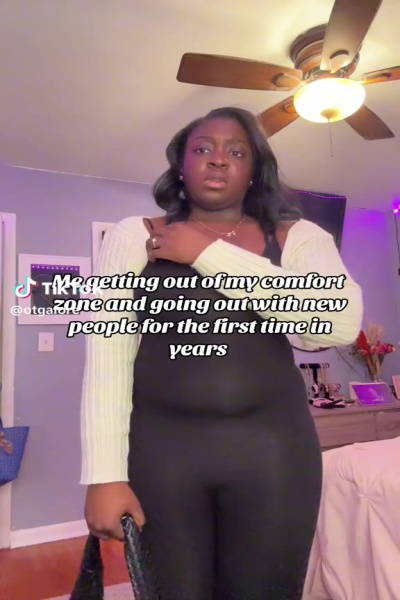 Me getting out of my comfort
TikTok
zone and going out with new
@otgalore
people for the first time in
years